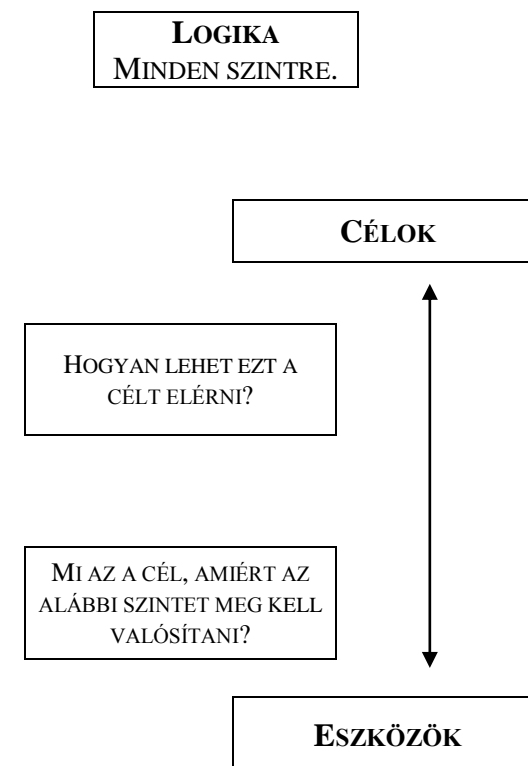 LOGIKA
MINDEN SZINTRE.
CÉLOK
HOGYAN LEHET EZT A
CÉLT ELÉRNI?
MI AZ A CÉL, AMIÉRT AZ
ALÁBBI SZINTET MEG KELL
VALÓSÍTANI?
ESZKÖZÖK